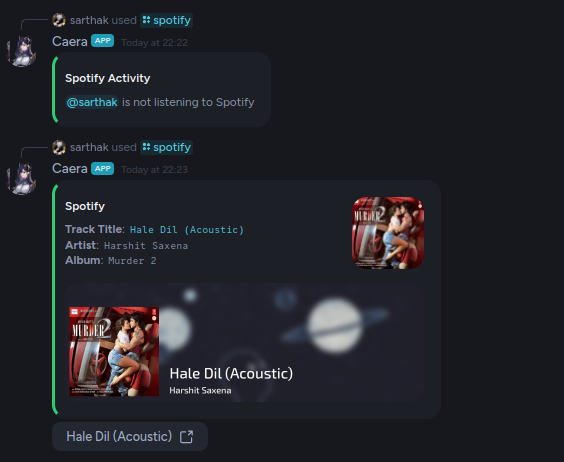 sarthak used spotify
Caera APP Today at 22:22
Spotify Activity
@sarthak is not listening to Spotify
sarthak used spotify
Caera APP Today at 22:23
Spotify
Track Title: Hale Dil (Acoustic)
Artist: Harshit Saxena
Album: Murder 2
MURDER 2
MURDER 2
Hale Dil (Acoustic)
Harshit Saxena
Hale Dil (Acoustic)